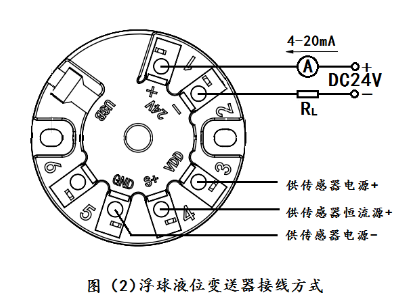 4-20mA
A
+
DC24V
−
RL
1
+
24V
−
2
USB
3
VDD
S+
GND
4
5
6
供传感器电源+
供传感器恒流源+
供传感器电源-
图 (2)浮球液位变送器接线方式